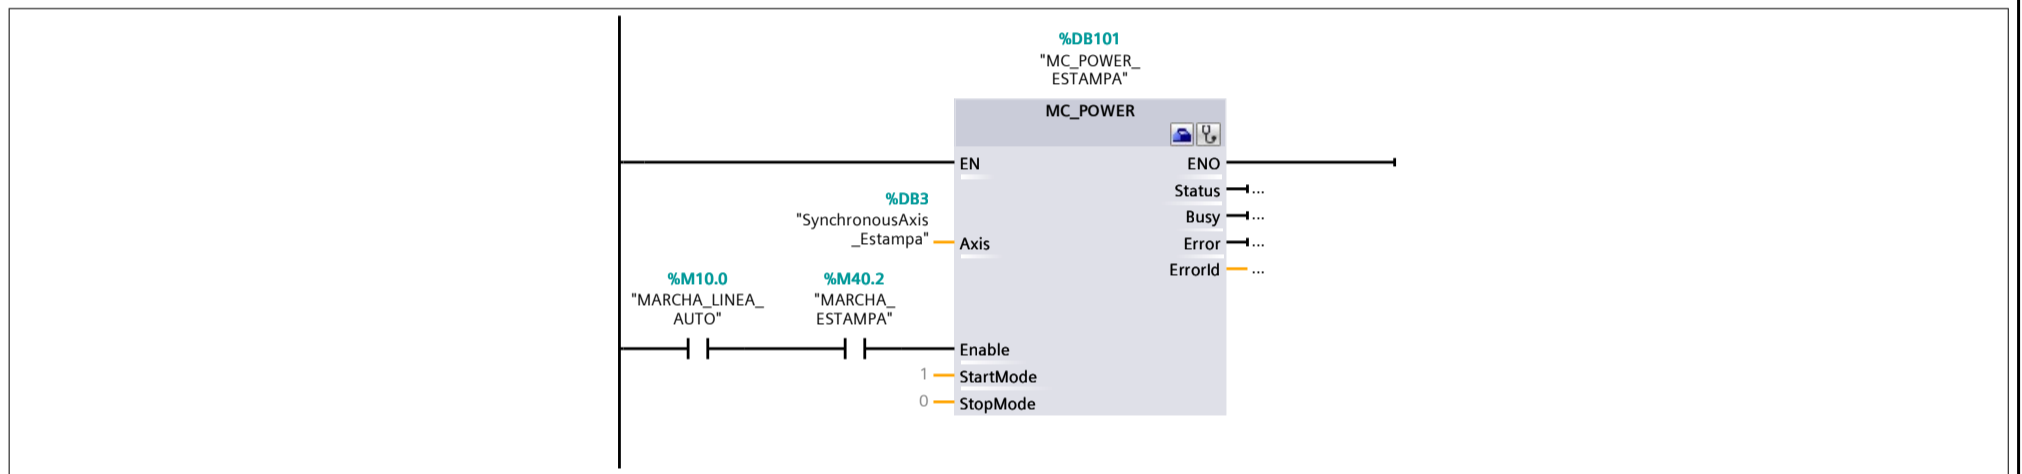 %DB101
"MC_POWER_
ESTAMPA"
MC_POWER
EN
ENO
Status
...
%DB3
"SynchronousAxis
_Estampa"
Axis
Busy
...
Error
...
ErrorId
...
%M10.0
"MARCHA_LINEA_
AUTO"
%M40.2
"MARCHA_
ESTAMPA"
Enable
1
StartMode
0
StopMode